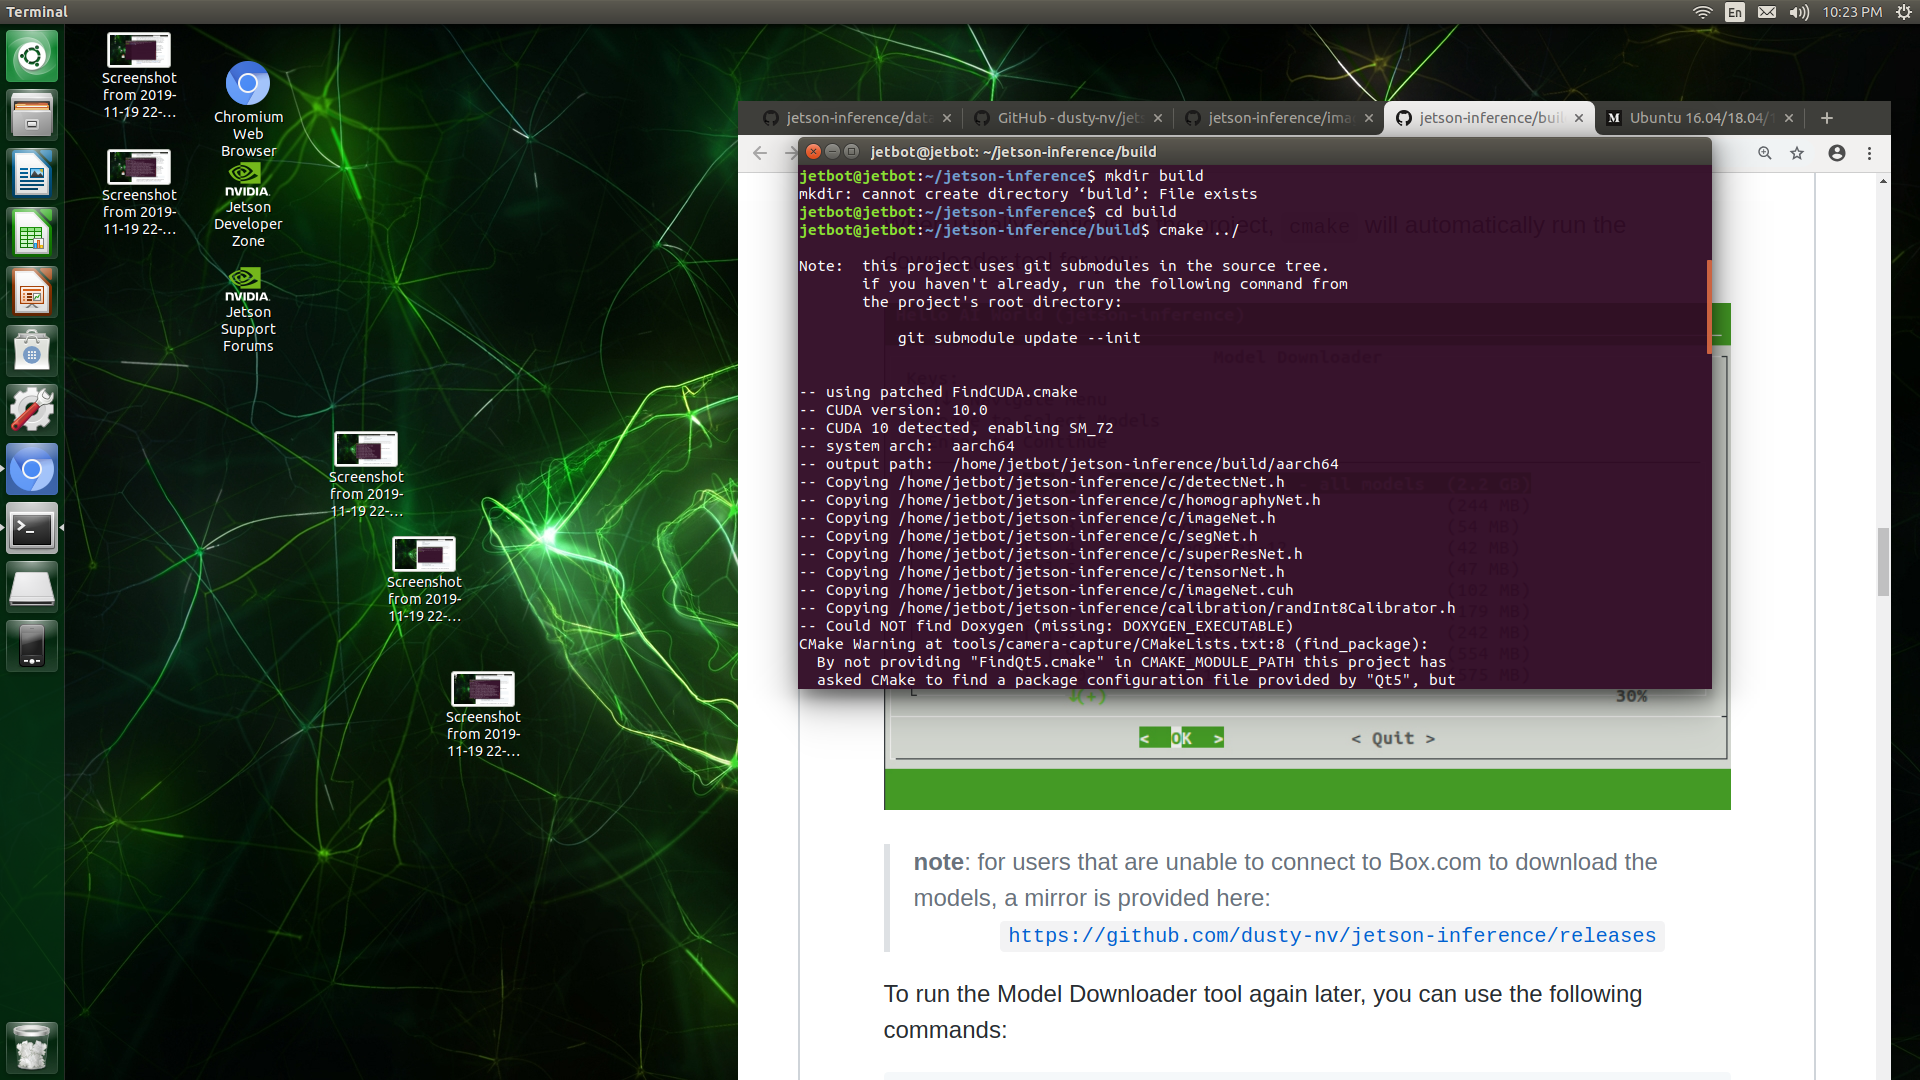 Terminal
En
10:23 PM
Screenshot
from 2019-
11-19 22-...
Screenshot
from 2019-
11-19 22-...
Chromium
Web
Browser
NVIDIA.
Jetson
Developer
Zone
NVIDIA.
Jetson
Support
Forums
Screenshot
from 2019-
11-19 22-...
Screenshot
from 2019-
11-19 22-...
Screenshot
from 2019-
11-19 22-...
jetson-inference/data
GitHub - dusty-nv/jets
jetson-inference/ima
jetson-inference/buil
M Ubuntu 16.04/18.04/1
jetbot@jetbot: ~/jetson-inference/build
jetbot@jetbot:~/jetson-inference$ mkdir build
mkdir: cannot create directory ‘build’: File exists
jetbot@jetbot:~/jetson-inference$ cd build
jetbot@jetbot:~/jetson-inference/build$ cmake ../
project, cmake will automatically run the
Note:  this project uses git submodules in the source tree.
if you haven't already, run the following command from
the project's root directory:
git submodule update --init
Model Downloader
-- using patched FindCUDA.cmake
-- CUDA version: 10.0
-- CUDA 10 detected, enabling SM_72
-- system arch:  aarch64
-- output path:  /home/jetbot/jetson-inference/build/aarch64
-- Copying /home/jetbot/jetson-inference/c/detectNet.h
-- Copying /home/jetbot/jetson-inference/c/homographyNet.h
-- Copying /home/jetbot/jetson-inference/c/imageNet.h
-- Copying /home/jetbot/jetson-inference/c/segNet.h
-- Copying /home/jetbot/jetson-inference/c/superResNet.h
-- Copying /home/jetbot/jetson-inference/c/tensorNet.h
-- Copying /home/jetbot/jetson-inference/c/imageNet.cuh
-- Copying /home/jetbot/jetson-inference/calibration/randInt8Calibrator.h
-- Could NOT find Doxygen (missing: DOXYGEN_EXECUTABLE)
CMake Warning at tools/camera-capture/CMakeLists.txt:8 (find_package):
By not providing "FindQt5.cmake" in CMAKE_MODULE_PATH this project has
asked CMake to find a package configuration file provided by "Qt5", but
↓(+) 30%
< OK > < Quit >
note: for users that are unable to connect to Box.com to download the
models, a mirror is provided here:
https://github.com/dusty-nv/jetson-inference/releases
To run the Model Downloader tool again later, you can use the following
commands: